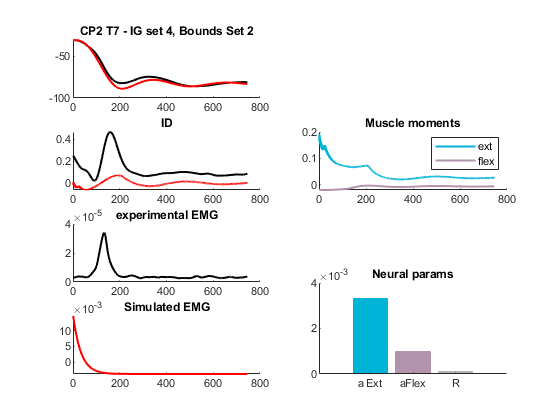 CP2 T7 - IG set 4, Bounds Set 2
-50
-100
0 200 400 600 800
ID
0.4
0.2
0
0 200 400 600 800
×10^-5
experimental EMG
4
2
0
0 200 400 600 800
×10^-3
Simulated EMG
10
5
0
0 200 400 600 800
Muscle moments
0.2
0.1
0
ext
flex
0 200 400 600 800
×10^-3
Neural params
4
2
0
a Ext aFlex R